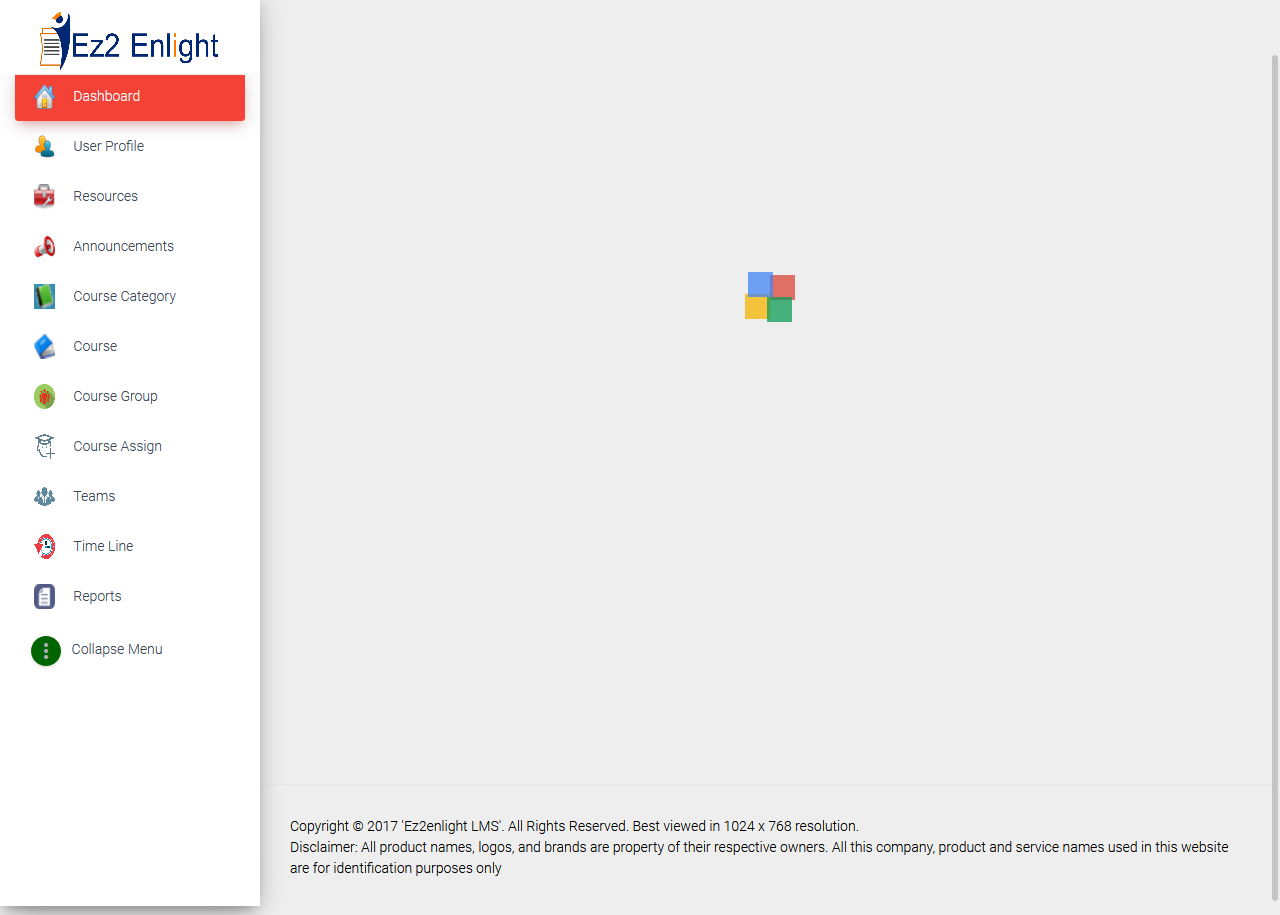 Ez2 Enlight
Dashboard
User Profile
Resources
Announcements
Course Category
Course
Course Group
Course Assign
Teams
Time Line
Reports
Collapse Menu
Copyright © 2017 'Ez2enlight LMS'. All Rights Reserved. Best viewed in 1024 x 768 resolution.
Disclaimer: All product names, logos, and brands are property of their respective owners. All this company, product and service names used in this website
are for identification purposes only